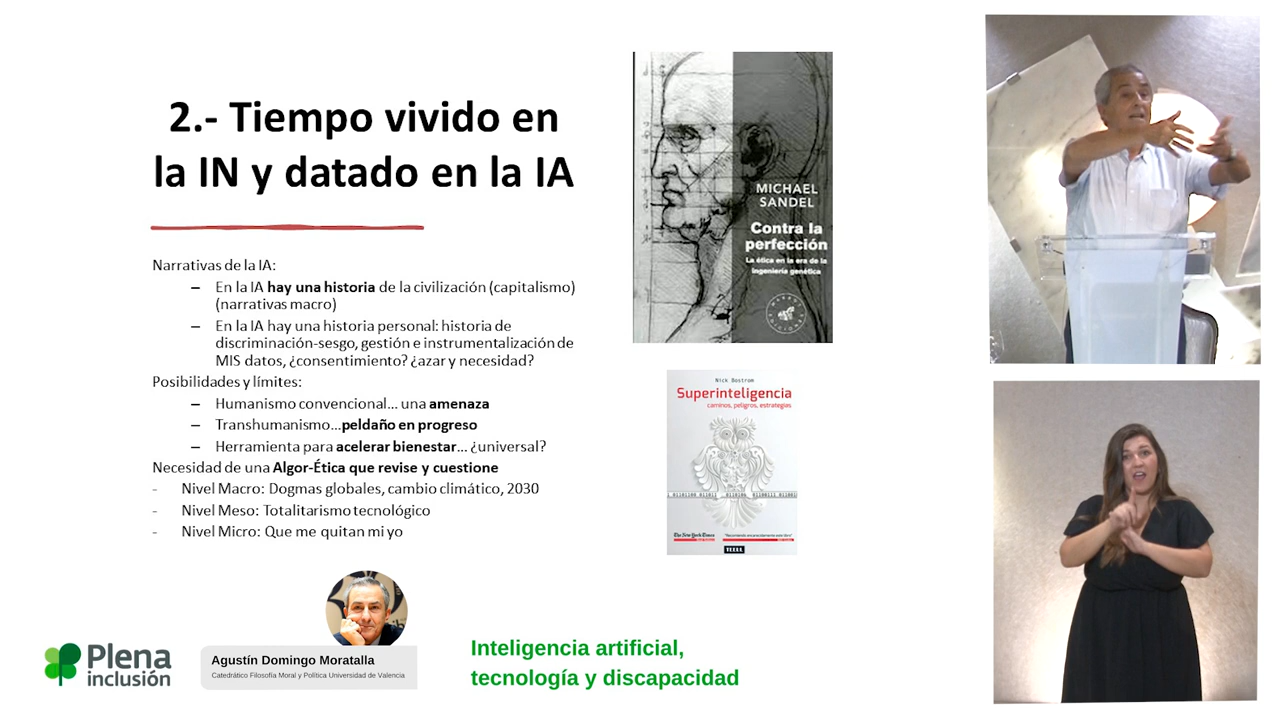 2.- Tiempo vivido en
la IN y datado en la IA
Narrativas de la IA:
– En la IA hay una historia de la civilización (capitalismo)
(narrativas macro)
– En la IA hay una historia personal: historia de
discriminación-sesgo, gestión e instrumentalización de
MIS datos, ¿consentimiento? ¿azar y necesidad?
Posibilidades y límites:
– Humanismo convencional... una amenaza
– Transhumanismo...peldaño en progreso
– Herramienta para acelerar bienestar... ¿universal?
Necesidad de una Algor-Ética que revise y cuestione
- Nivel Macro: Dogmas globales, cambio climático, 2030
- Nivel Meso: Totalitarismo tecnológico
- Nivel Micro: Que me quitan mi yo
MICHAEL
SANDEL
Contra la
perfección
La ética en la era de la
ingeniería genética
Nick Bostrom
Superinteligencia
caminos, peligros, estrategias
The New York Times
TEELL
Plena
inclusión
Agustín Domingo Moratalla
Catedrático Filosofía Moral y Política Universidad de Valencia
Inteligencia artificial,
tecnología y discapacidad